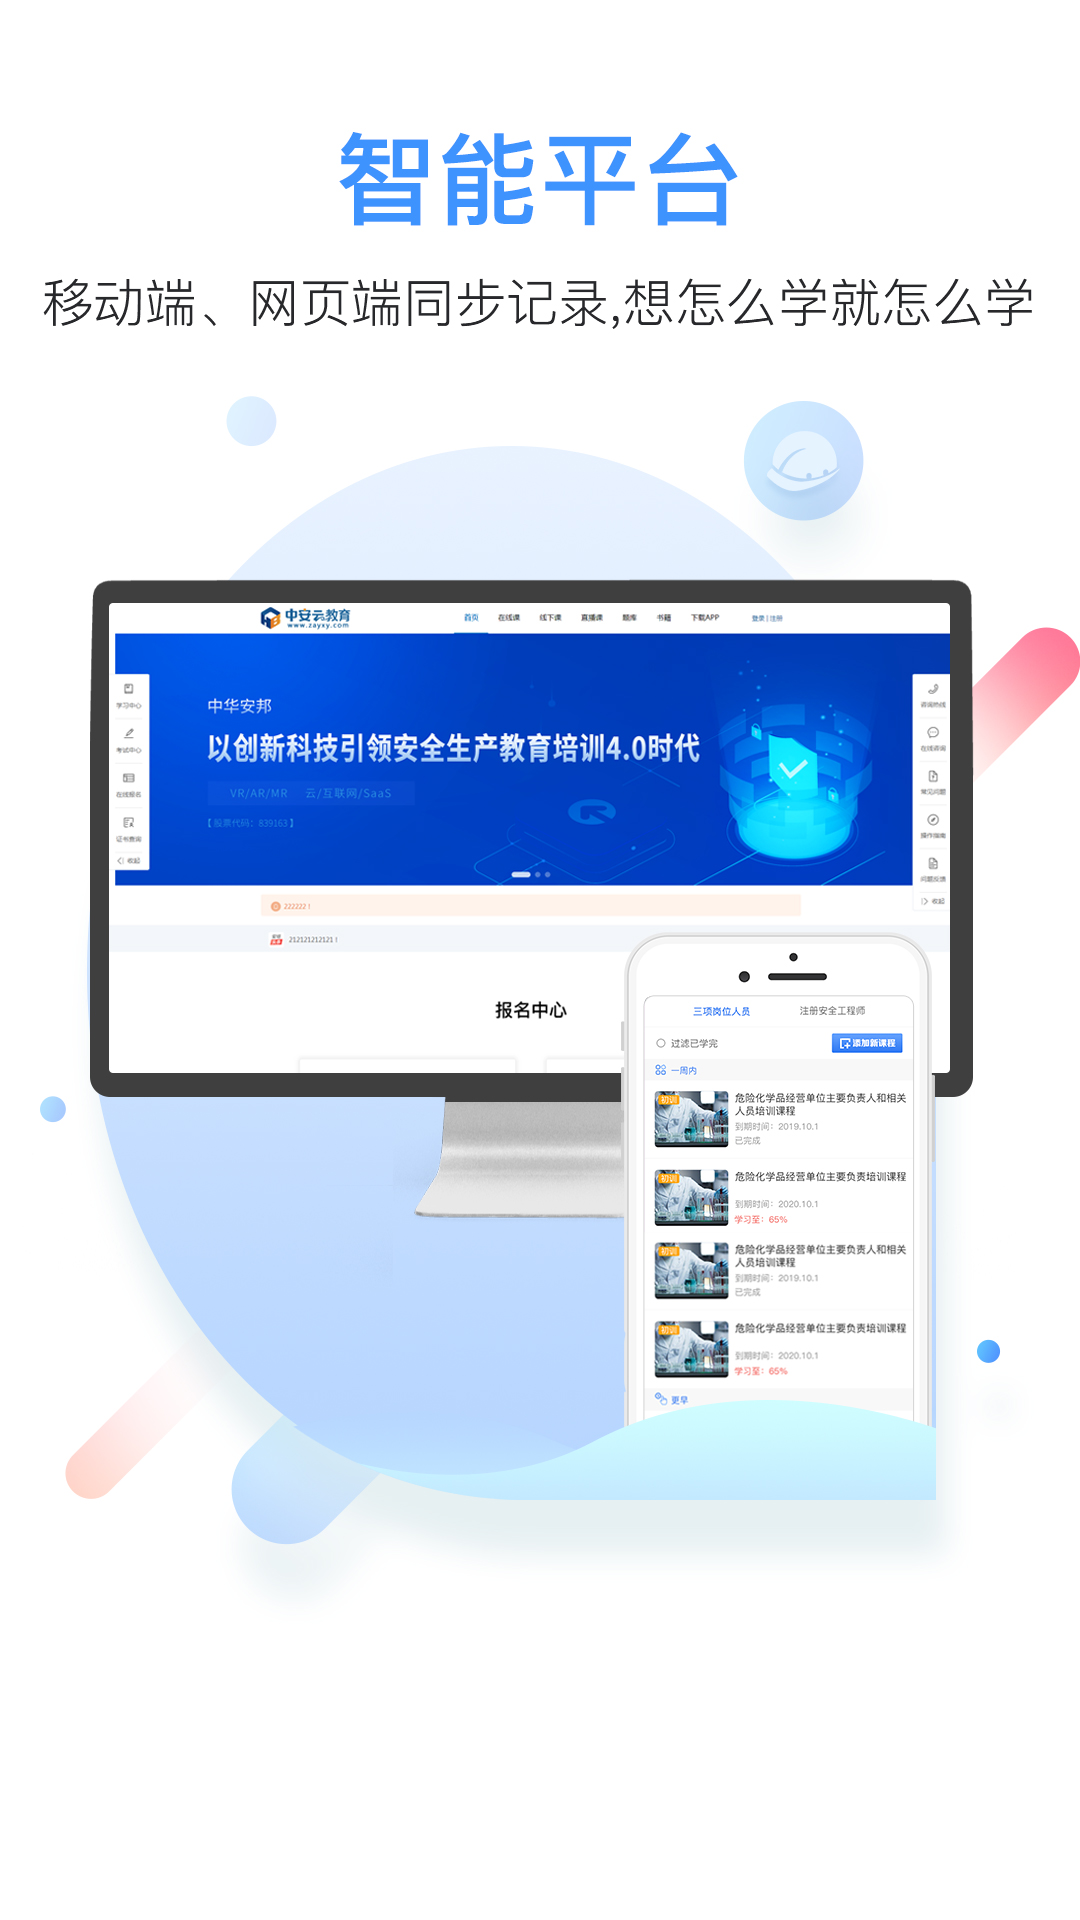 智能平台
移动端、网页端同步记录,想怎么学就怎么学
中安云教育
www.zayxy.com
首页 在线课 线下课 直播课 题库 书籍 下载APP 登录 | 注册
学习中心
考试中心
在线报名
证书查询
收起
中华安邦
以创新科技引领安全生产教育培训4.0时代
VR/AR/MR 云/互联网/SaaS
【股票代码：839163】
咨询热线
在线咨询
常见问题
操作指南
问题反馈
收起
222222！
212121212121！
报名中心
三项岗位人员 注册安全工程师
过滤已学完 添加新课程
一周内
初训
危险化学品经营单位主要负责人和相关
人员培训课程
到期时间：2019.10.1
已完成
初训
危险化学品经营单位主要负责培训课程
到期时间：2020.10.1
学习至：65%
初训
危险化学品经营单位主要负责人和相关
人员培训课程
到期时间：2019.10.1
已完成
初训
危险化学品经营单位主要负责培训课程
到期时间：2020.10.1
学习至：65%
更早